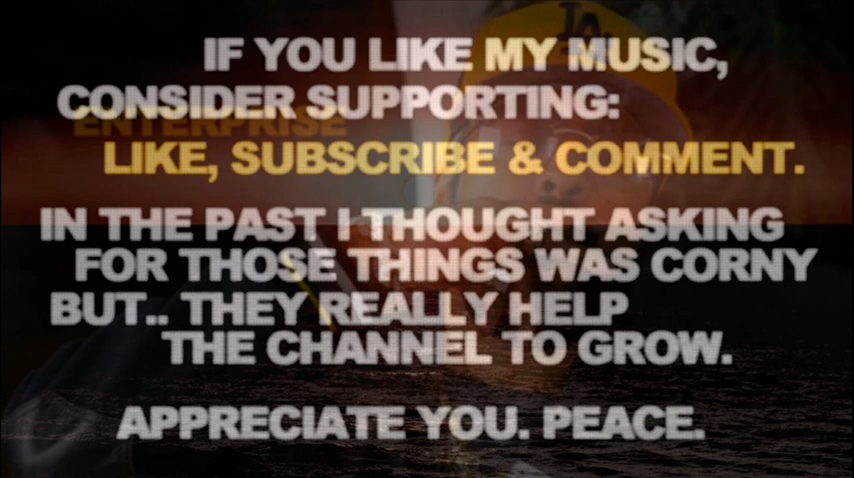 LA
IF YOU LIKE MY MUSIC,
CONSIDER SUPPORTING:
ENTERPRISE
LIKE, SUBSCRIBE & COMMENT.
IN THE PAST I THOUGHT ASKING
FOR THOSE THINGS WAS CORNY
BUT.. THEY REALLY HELP
THE CHANNEL TO GROW.
APPRECIATE YOU. PEACE.